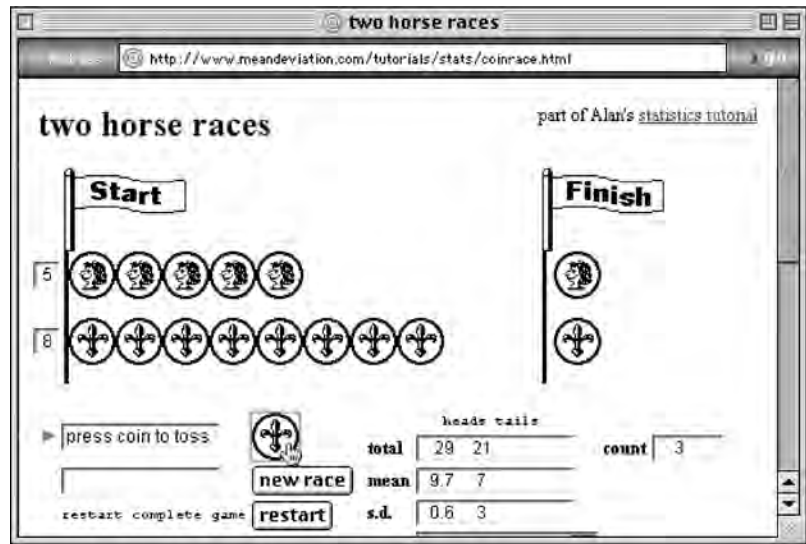 two horse races
http://www.meandeviation.com/tutorials/stats/coinrace.html
go
two horse races
part of Alan's statistics tutorial
Start
Finish
5
8
press coin to toss
heads tails
total 29 21
count 3
new race
mean 9.7 7
restart complete game
restart
s.d. 0.6 3